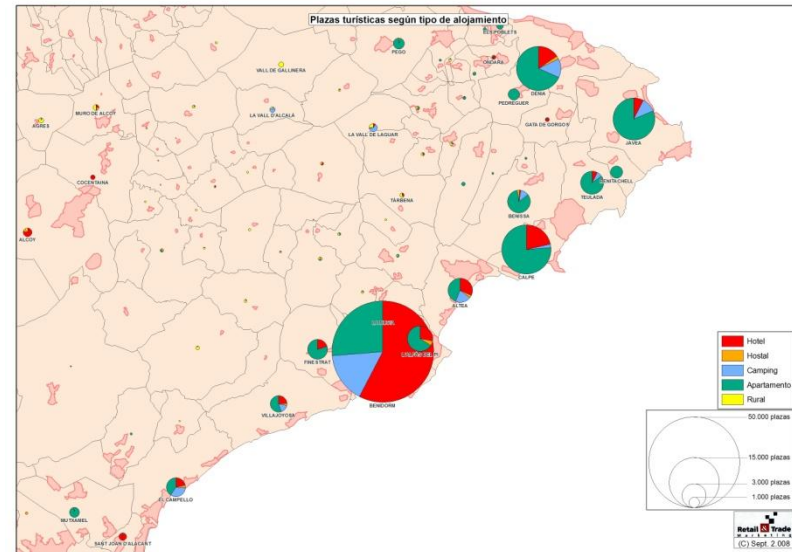 Plazas turísticas según tipo de alojamiento
ELS POBLETS
PEGO
ONDARA
VALL DE GALLINERA
DENIA
PEDREGUER
MURO DE ALCOY
LA VALL D'ALCALÀ
AGRES
LA VALL DE LAGUAR
GATA DE GORGOS
JAVEA
COCENTAINA
BENITACHELL
TÀRBENA
TEULADA
BENISSA
ALCOY
CALPE
ALTEA
FINESTRAT
BENIDORM
VILLAJOYOSA
EL CAMPELLO
MUTXAMEL
SANT JOAN D'ALACANT
Hotel
Hostal
Camping
Apartamento
Rural
50.000 plazas
15.000 plazas
3.000 plazas
1.000 plazas
Retail & Trade
Marketing
(C) Sept. 2.008